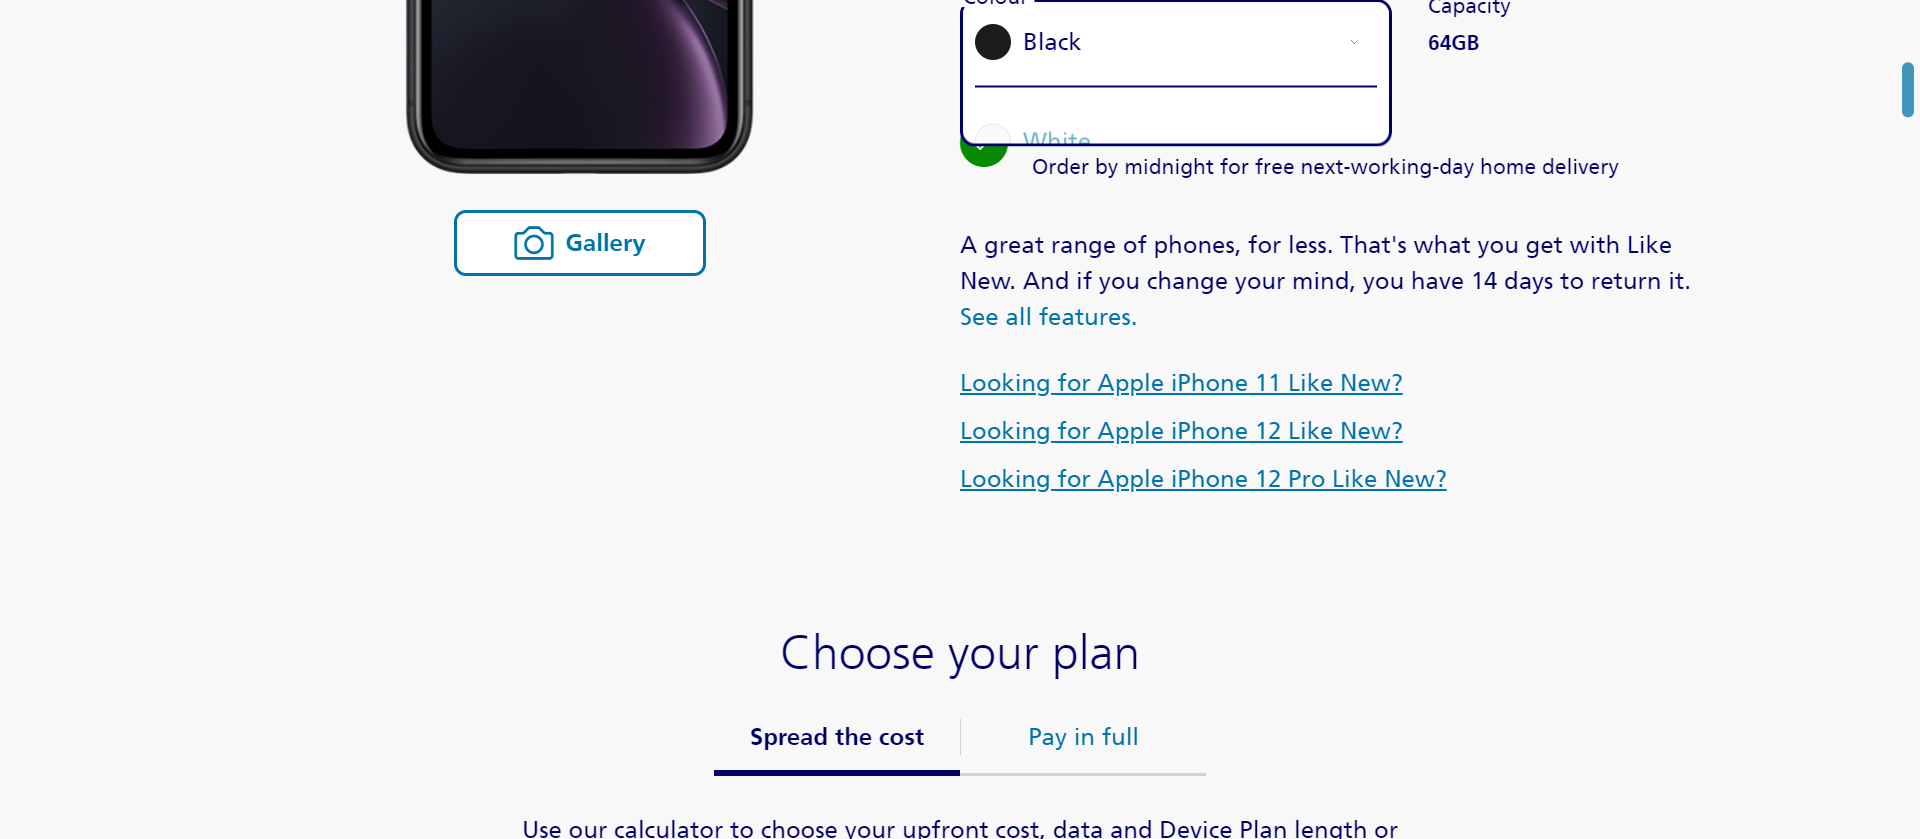 Colour
Capacity
Black
64GB
White
Order by midnight for free next-working-day home delivery
Gallery
A great range of phones, for less. That's what you get with Like
New. And if you change your mind, you have 14 days to return it.
See all features.
Looking for Apple iPhone 11 Like New?
Looking for Apple iPhone 12 Like New?
Looking for Apple iPhone 12 Pro Like New?
Choose your plan
Spread the cost
Pay in full
Use our calculator to choose your upfront cost, data and Device Plan length or